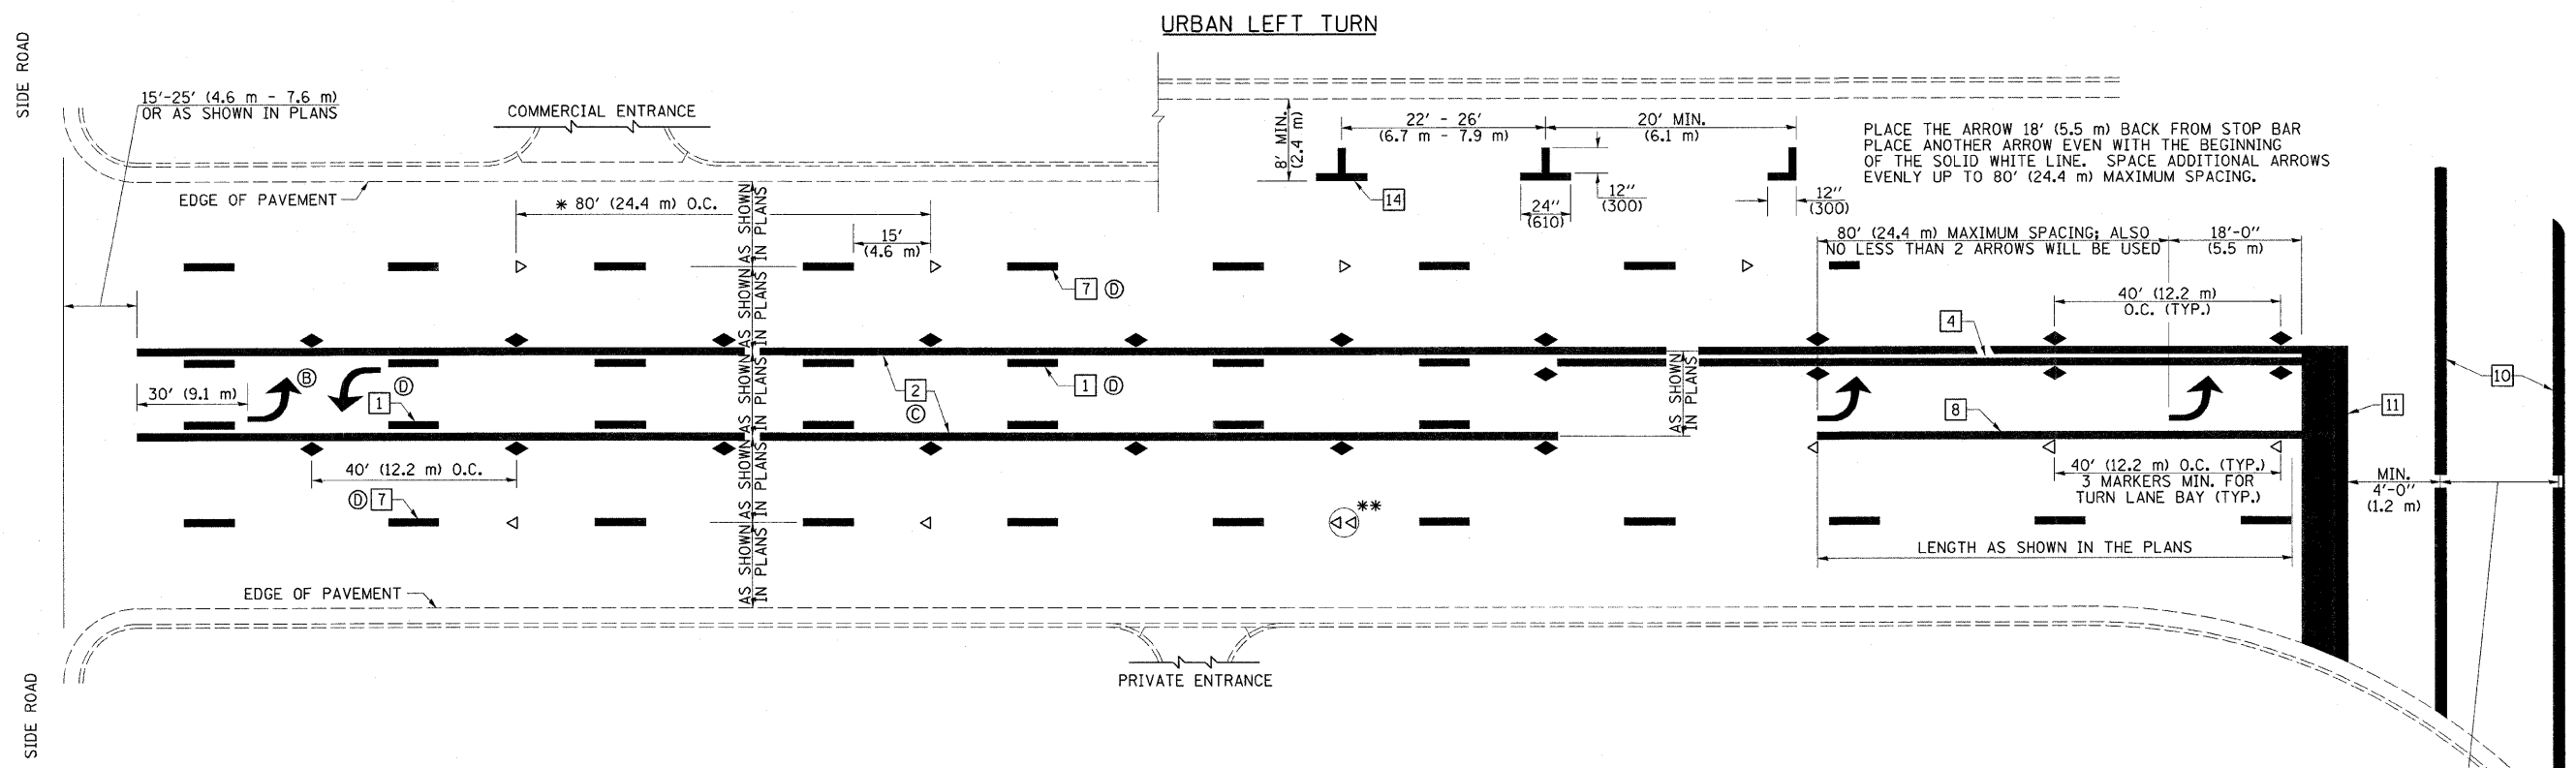 URBAN LEFT TURN
SIDE ROAD
15'-25' (4.6 m - 7.6 m)
OR AS SHOWN IN PLANS
COMMERCIAL ENTRANCE
EDGE OF PAVEMENT
8' MIN.
(2.4 m)
22' - 26'
(6.7 m - 7.9 m)
20' MIN.
(6.1 m)
14
24"
(610)
12"
(300)
12"
(300)
PLACE THE ARROW 18' (5.5 m) BACK FROM STOP BAR
PLACE ANOTHER ARROW EVEN WITH THE BEGINNING
OF THE SOLID WHITE LINE. SPACE ADDITIONAL ARROWS
EVENLY UP TO 80' (24.4 m) MAXIMUM SPACING.
* 80' (24.4 m) O.C.
15'
(4.6 m)
7 D
80' (24.4 m) MAXIMUM SPACING; ALSO
NO LESS THAN 2 ARROWS WILL BE USED
18'-0"
(5.5 m)
40' (12.2 m)
O.C. (TYP.)
4
AS SHOWN
IN PLANS
AS SHOWN
IN PLANS
AS SHOWN
IN PLANS
AS SHOWN
IN PLANS
AS SHOWN
IN PLANS
30' (9.1 m)
B
D
1
2
C
1 D
AS SHOWN
IN PLANS
8
11
10
40' (12.2 m) O.C.
D 7
**
40' (12.2 m) O.C. (TYP.)
3 MARKERS MIN. FOR
TURN LANE BAY (TYP.)
MIN.
4'-0"
(1.2 m)
LENGTH AS SHOWN IN THE PLANS
EDGE OF PAVEMENT
PRIVATE ENTRANCE
SIDE ROAD